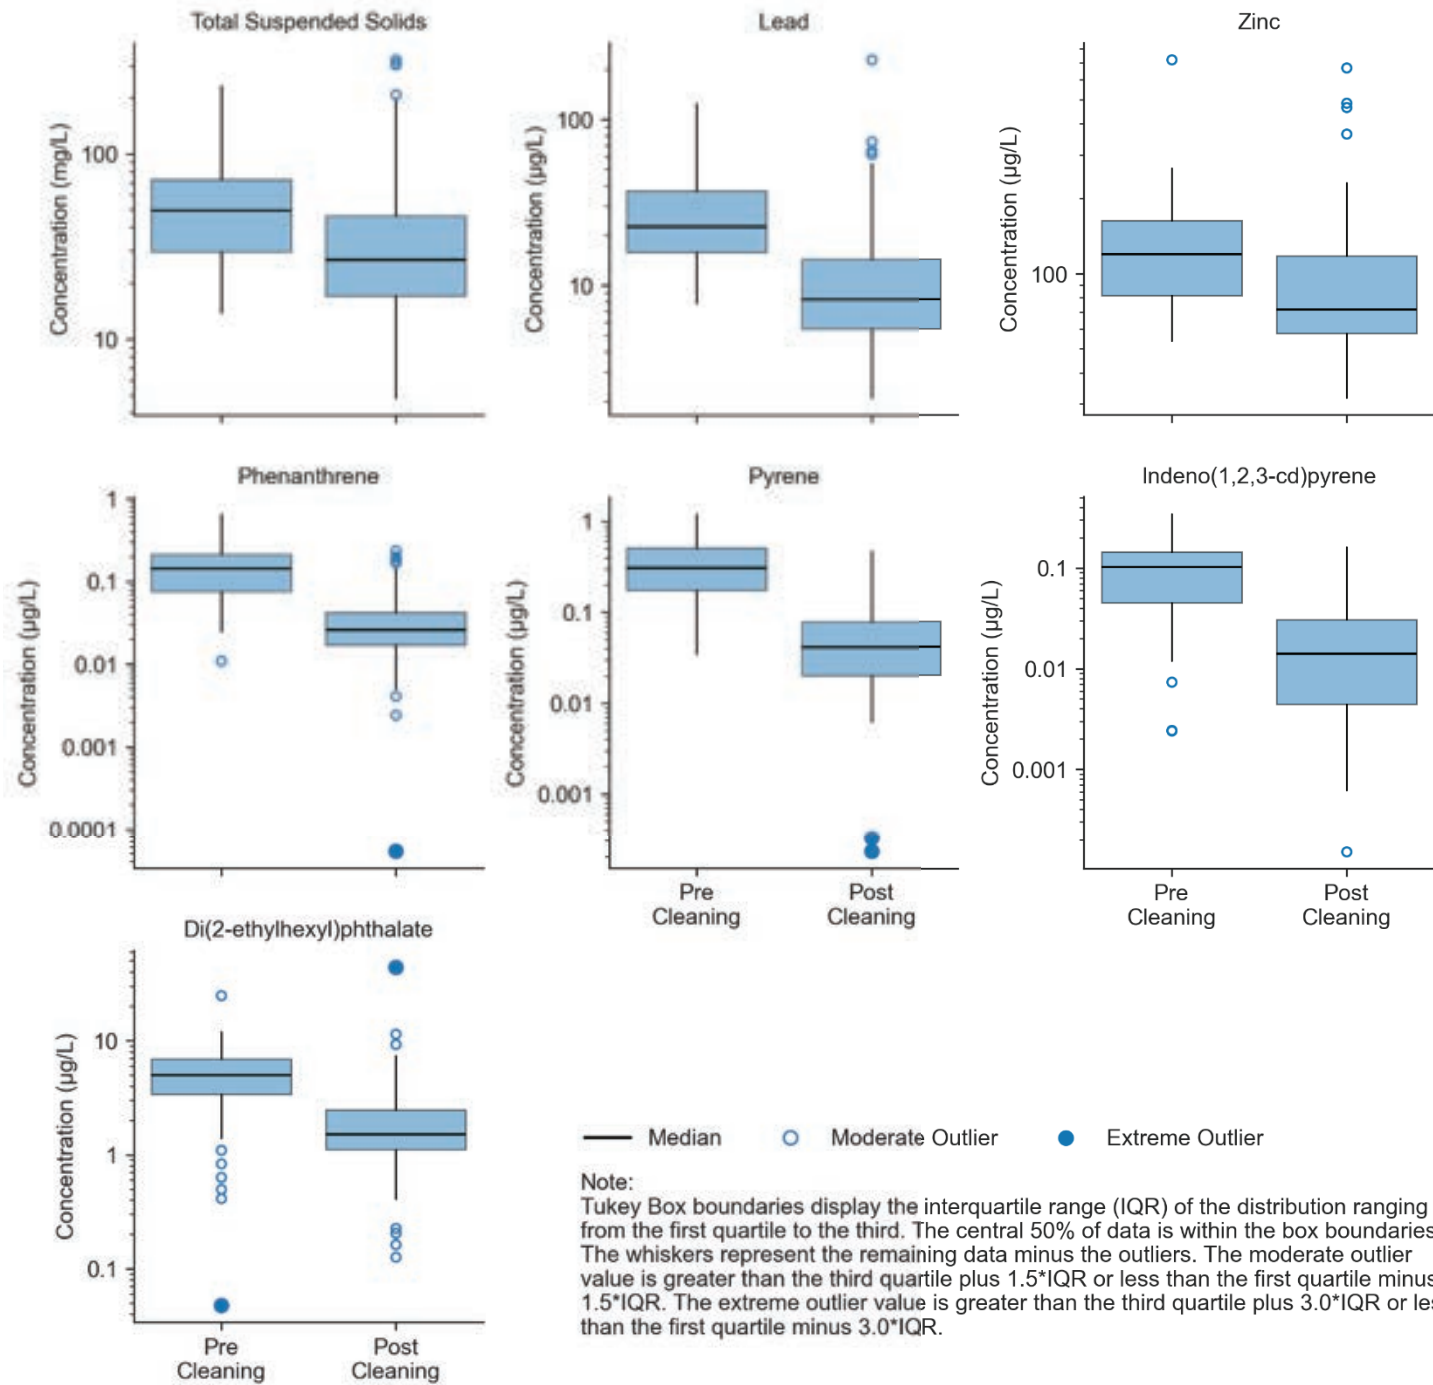 Total Suspended Solids
Lead
Zinc
Concentration (mg/L)
100
10
Concentration (µg/L)
100
10
Concentration (µg/L)
100
Phenanthrene
Pyrene
Indeno(1,2,3-cd)pyrene
Concentration (µg/L)
1
0.1
0.01
0.001
0.0001
Concentration (µg/L)
1
0.1
0.01
0.001
Concentration (µg/L)
0.1
0.01
0.001
Pre
Cleaning
Post
Cleaning
Pre
Cleaning
Post
Cleaning
Di(2-ethylhexyl)phthalate
Concentration (µg/L)
10
1
0.1
Pre
Cleaning
Post
Cleaning
Median
Moderate Outlier
Extreme Outlier
Note:
Tukey Box boundaries display the interquartile range (IQR) of the distribution ranging
from the first quartile to the third. The central 50% of data is within the box boundaries
The whiskers represent the remaining data minus the outliers. The moderate outlier
value is greater than the third quartile plus 1.5*IQR or less than the first quartile minus
1.5*IQR. The extreme outlier value is greater than the third quartile plus 3.0*IQR or les
than the first quartile minus 3.0*IQR.